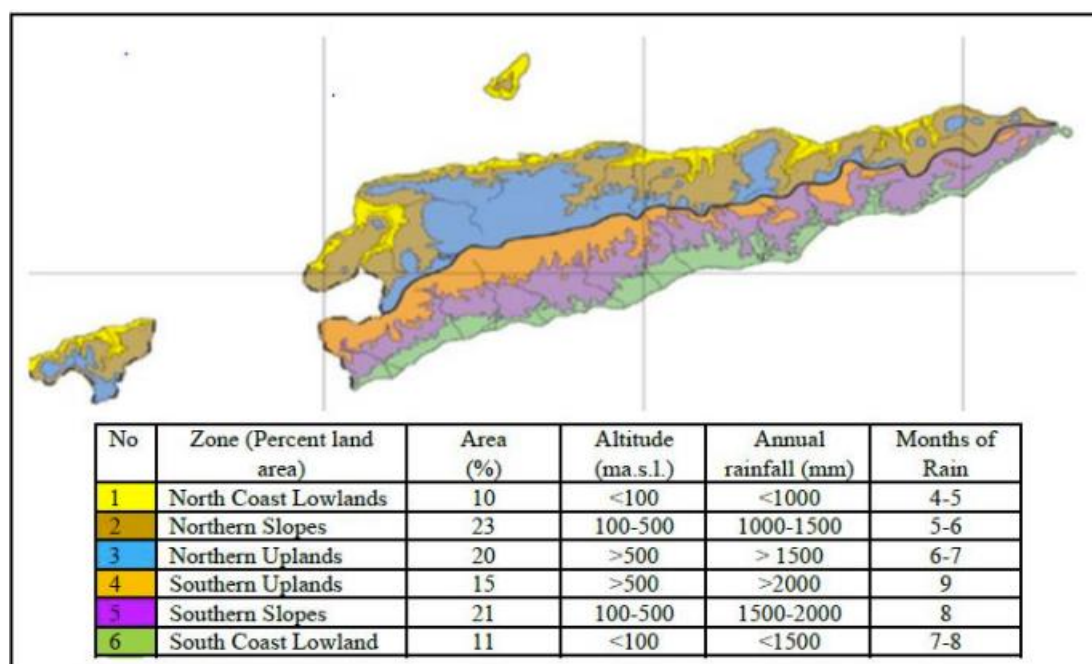 No Zone (Percent land area) Area (%) Altitude (ma.s.l.) Annual rainfall (mm) Months of Rain
1 North Coast Lowlands 10 <100 <1000 4-5
2 Northern Slopes 23 100-500 1000-1500 5-6
3 Northern Uplands 20 >500 > 1500 6-7
4 Southern Uplands 15 >500 >2000 9
5 Southern Slopes 21 100-500 1500-2000 8
6 South Coast Lowland 11 <100 <1500 7-8